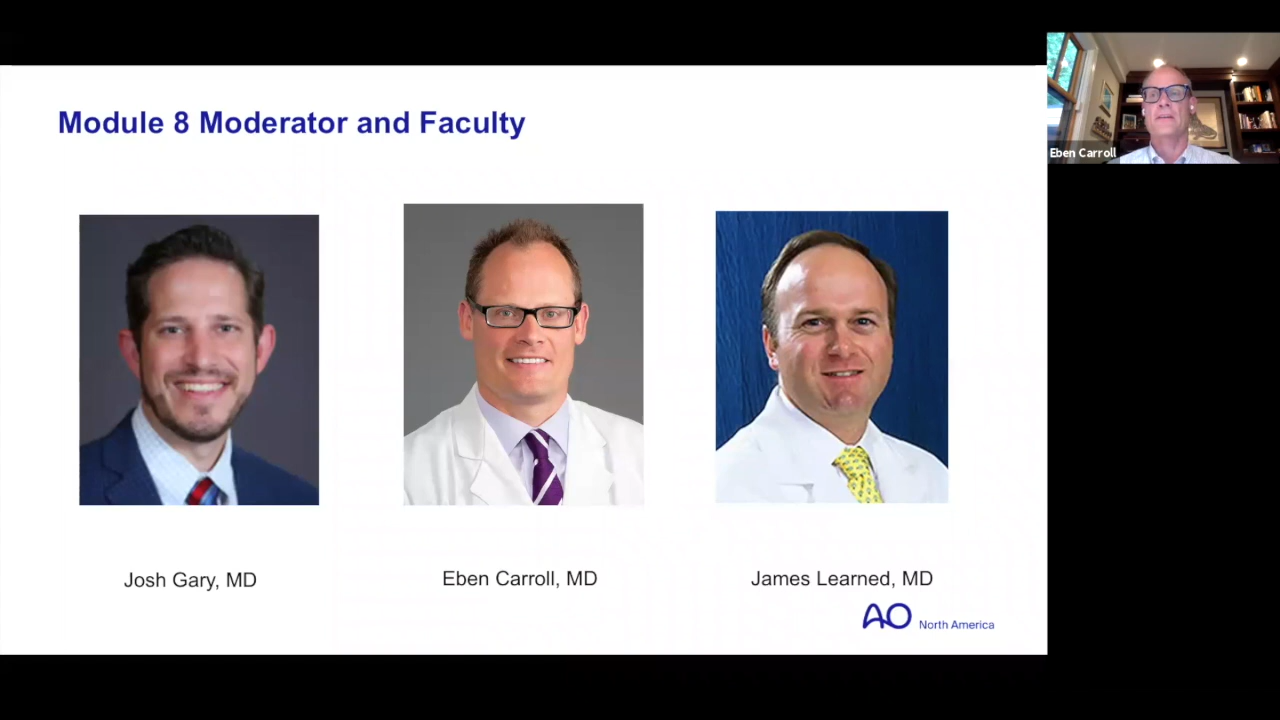 Module 8 Moderator and Faculty
Eben Carroll
Josh Gary, MD
Eben Carroll, MD
James Learned, MD
AO North America